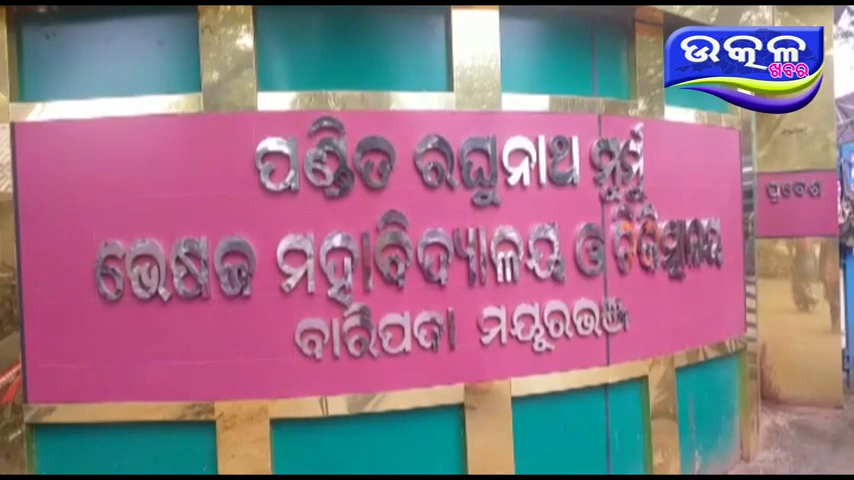 ଉତ୍କଳ
ଖବର
ପଣ୍ଡିତ ରଘୁନାଥ ମୁର୍ମୁ
ଭେଷଜ ମହାବିଦ୍ୟାଳୟ ଓ ଚିକିତ୍ସାଳୟ
ବାରିପଦା ମୟୂରଭଞ୍ଜ
ପ୍ରବେଶ